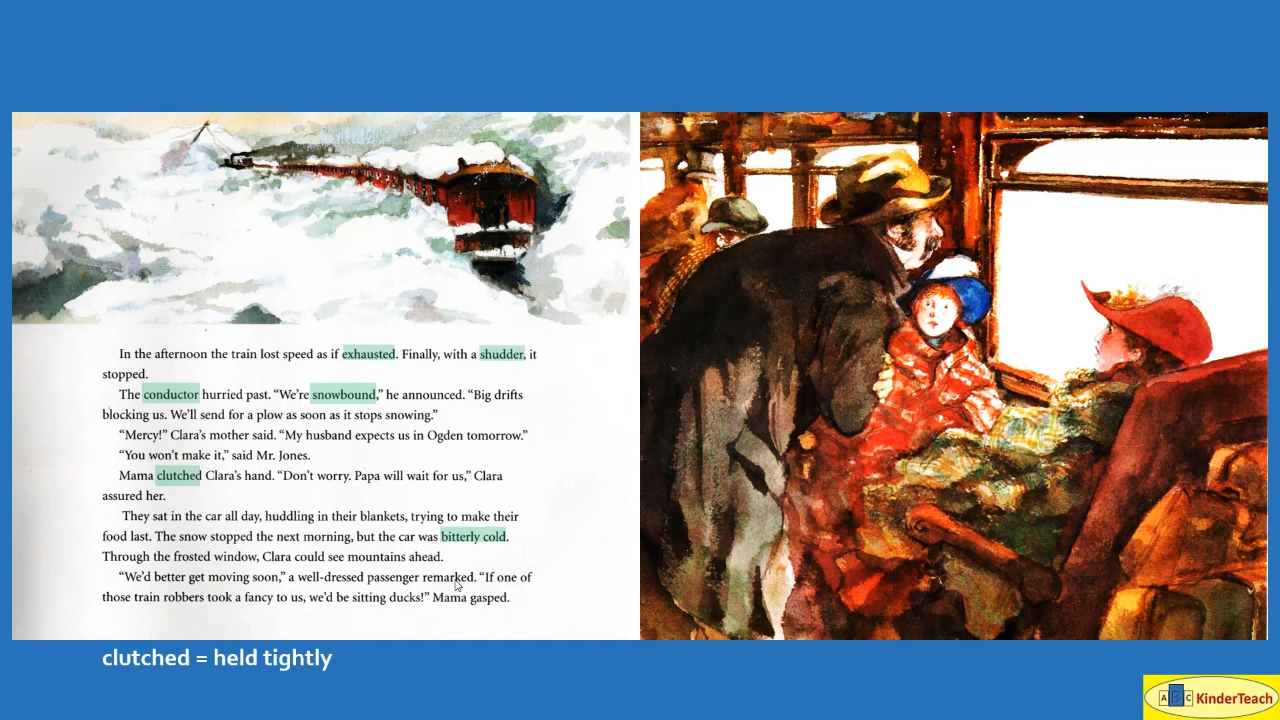 In the afternoon the train lost speed as if exhausted. Finally, with a shudder, it
stopped.
The conductor hurried past. “We’re snowbound,” he announced. “Big drifts
blocking us. We’ll send for a plow as soon as it stops snowing.”
“Mercy!” Clara’s mother said. “My husband expects us in Ogden tomorrow.”
“You won’t make it,” said Mr. Jones.
Mama clutched Clara’s hand. “Don’t worry. Papa will wait for us,” Clara
assured her.
They sat in the car all day, huddling in their blankets, trying to make their
food last. The snow stopped the next morning, but the car was bitterly cold.
Through the frosted window, Clara could see mountains ahead.
“We’d better get moving soon,” a well-dressed passenger remarked. “If one of
those train robbers took a fancy to us, we’d be sitting ducks!” Mama gasped.
clutched = held tightly
ABC KinderTeach